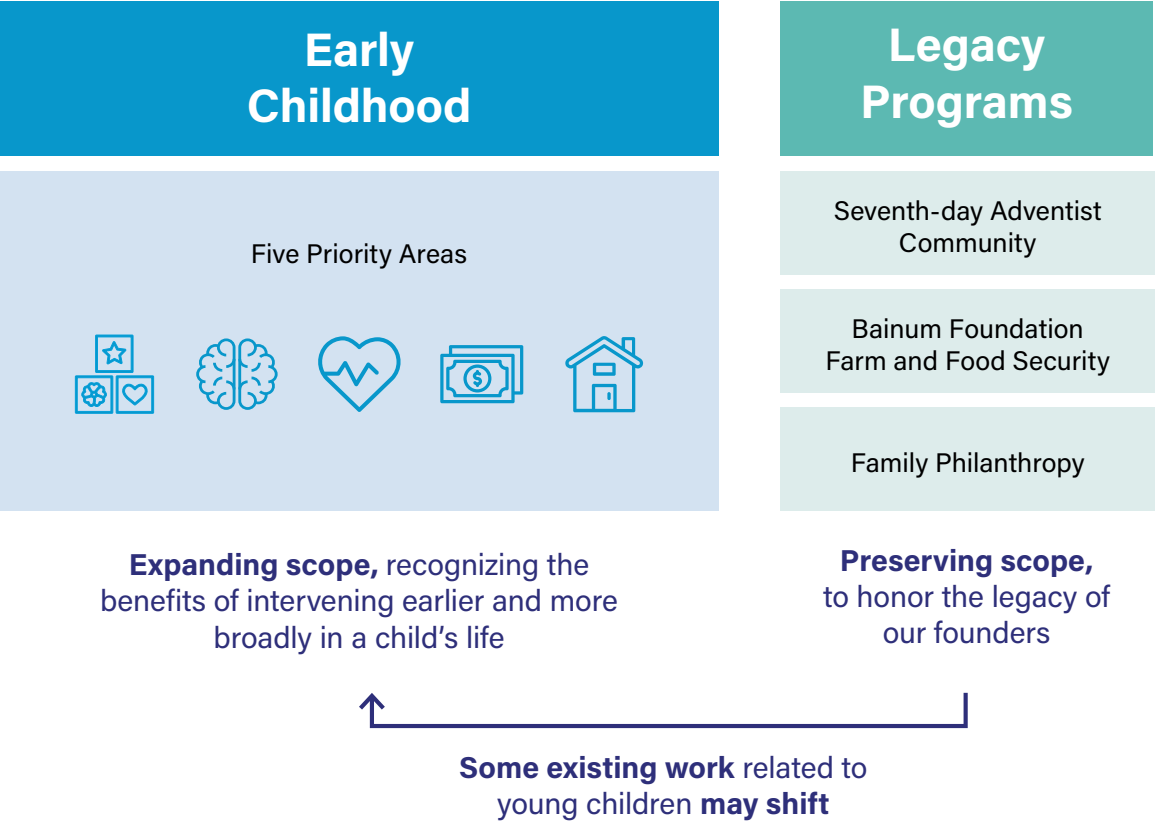 Early
Childhood
Five Priority Areas
$
Expanding scope, recognizing the
benefits of intervening earlier and more
broadly in a child’s life
Legacy
Programs
Seventh-day Adventist
Community
Bainum Foundation
Farm and Food Security
Family Philanthropy
Preserving scope,
to honor the legacy of
our founders
Some existing work related to
young children may shift